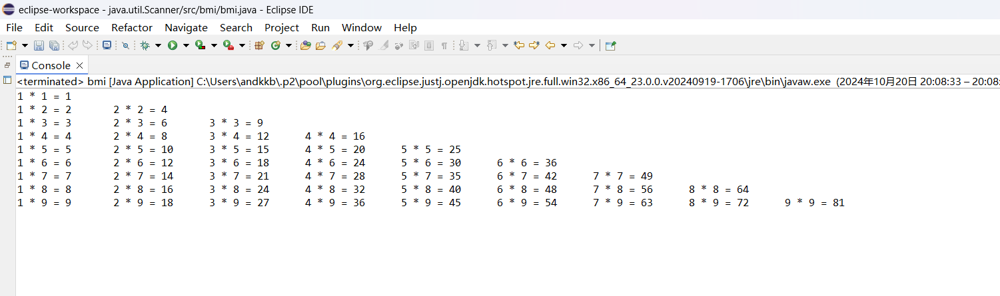 eclipse-workspace - java.util.Scanner/src/bmi/bmi.java - Eclipse IDE
File Edit Source Refactor Navigate Search Project Run Window Help
Console
<terminated> bmi [Java Application] C:\Users\andkkb\.p2\pool\plugins\org.eclipse.justj.openjdk.hotspot.jre.full.win32.x86_64_23.0.0.v20240919-1706\jre\bin\javaw.exe (2024年10月20日 20:08:33 – 20:08:
1 * 1 = 1
1 * 2 = 2 2 * 2 = 4
1 * 3 = 3 2 * 3 = 6 3 * 3 = 9
1 * 4 = 4 2 * 4 = 8 3 * 4 = 12 4 * 4 = 16
1 * 5 = 5 2 * 5 = 10 3 * 5 = 15 4 * 5 = 20 5 * 5 = 25
1 * 6 = 6 2 * 6 = 12 3 * 6 = 18 4 * 6 = 24 5 * 6 = 30 6 * 6 = 36
1 * 7 = 7 2 * 7 = 14 3 * 7 = 21 4 * 7 = 28 5 * 7 = 35 6 * 7 = 42 7 * 7 = 49
1 * 8 = 8 2 * 8 = 16 3 * 8 = 24 4 * 8 = 32 5 * 8 = 40 6 * 8 = 48 7 * 8 = 56 8 * 8 = 64
1 * 9 = 9 2 * 9 = 18 3 * 9 = 27 4 * 9 = 36 5 * 9 = 45 6 * 9 = 54 7 * 9 = 63 8 * 9 = 72 9 * 9 = 81